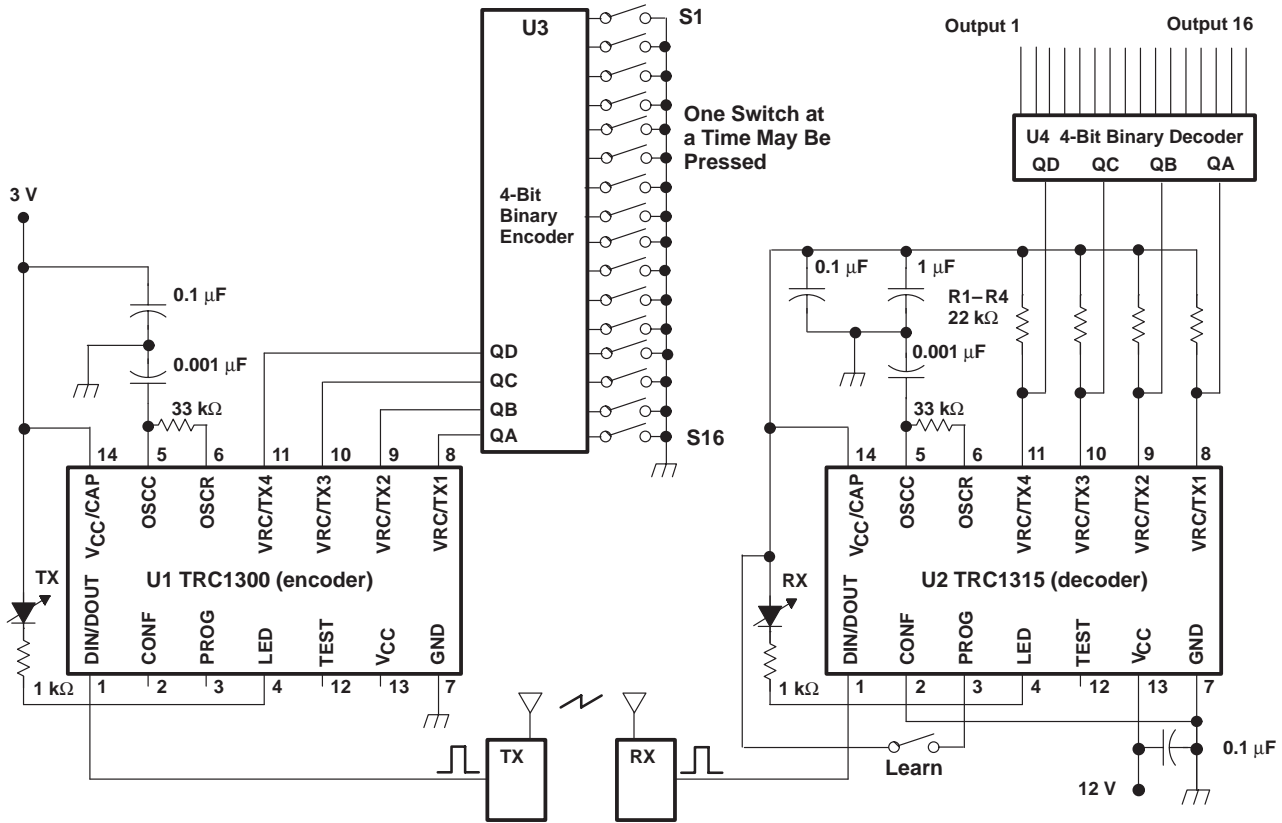 U3
S1
One Switch at
a Time May Be
Pressed
4-Bit
Binary
Encoder
QD
QC
QB
QA
S16
Output 1
Output 16
U4 4-Bit Binary Decoder
QD QC QB QA
3 V
0.1 µF
0.001 µF
33 kΩ
14 5 6 11 10 9 8
VCC/CAP
OSCC
OSCR
VRC/TX4
VRC/TX3
VRC/TX2
VRC/TX1
U1 TRC1300 (encoder)
TX
DIN/DOUT
CONF
PROG
LED
TEST
VCC
GND
1 kΩ
1 2 3 4 12 13 7
TX
RX
0.1 µF
1 µF
R1–R4
22 kΩ
0.001 µF
33 kΩ
14 5 6 11 10 9 8
VCC/CAP
OSCC
OSCR
VRC/TX4
VRC/TX3
VRC/TX2
VRC/TX1
U2 TRC1315 (decoder)
RX
DIN/DOUT
CONF
PROG
LED
TEST
VCC
GND
1 kΩ
1 2 3 4 12 13 7
Learn
0.1 µF
12 V